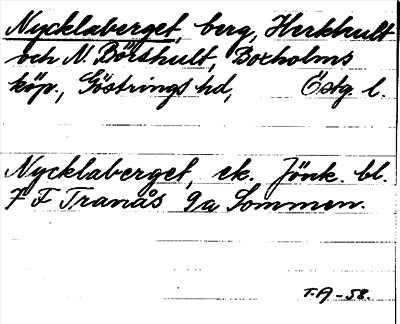 Nycklaberget, berg, Herkhult
och N. Börshult, Boxholms
köp., Göstrings hd, Östg. l.
Nycklaberget, ek. Jönk. bl.
7 F Tranås 9a Sommen.
T.A-58.